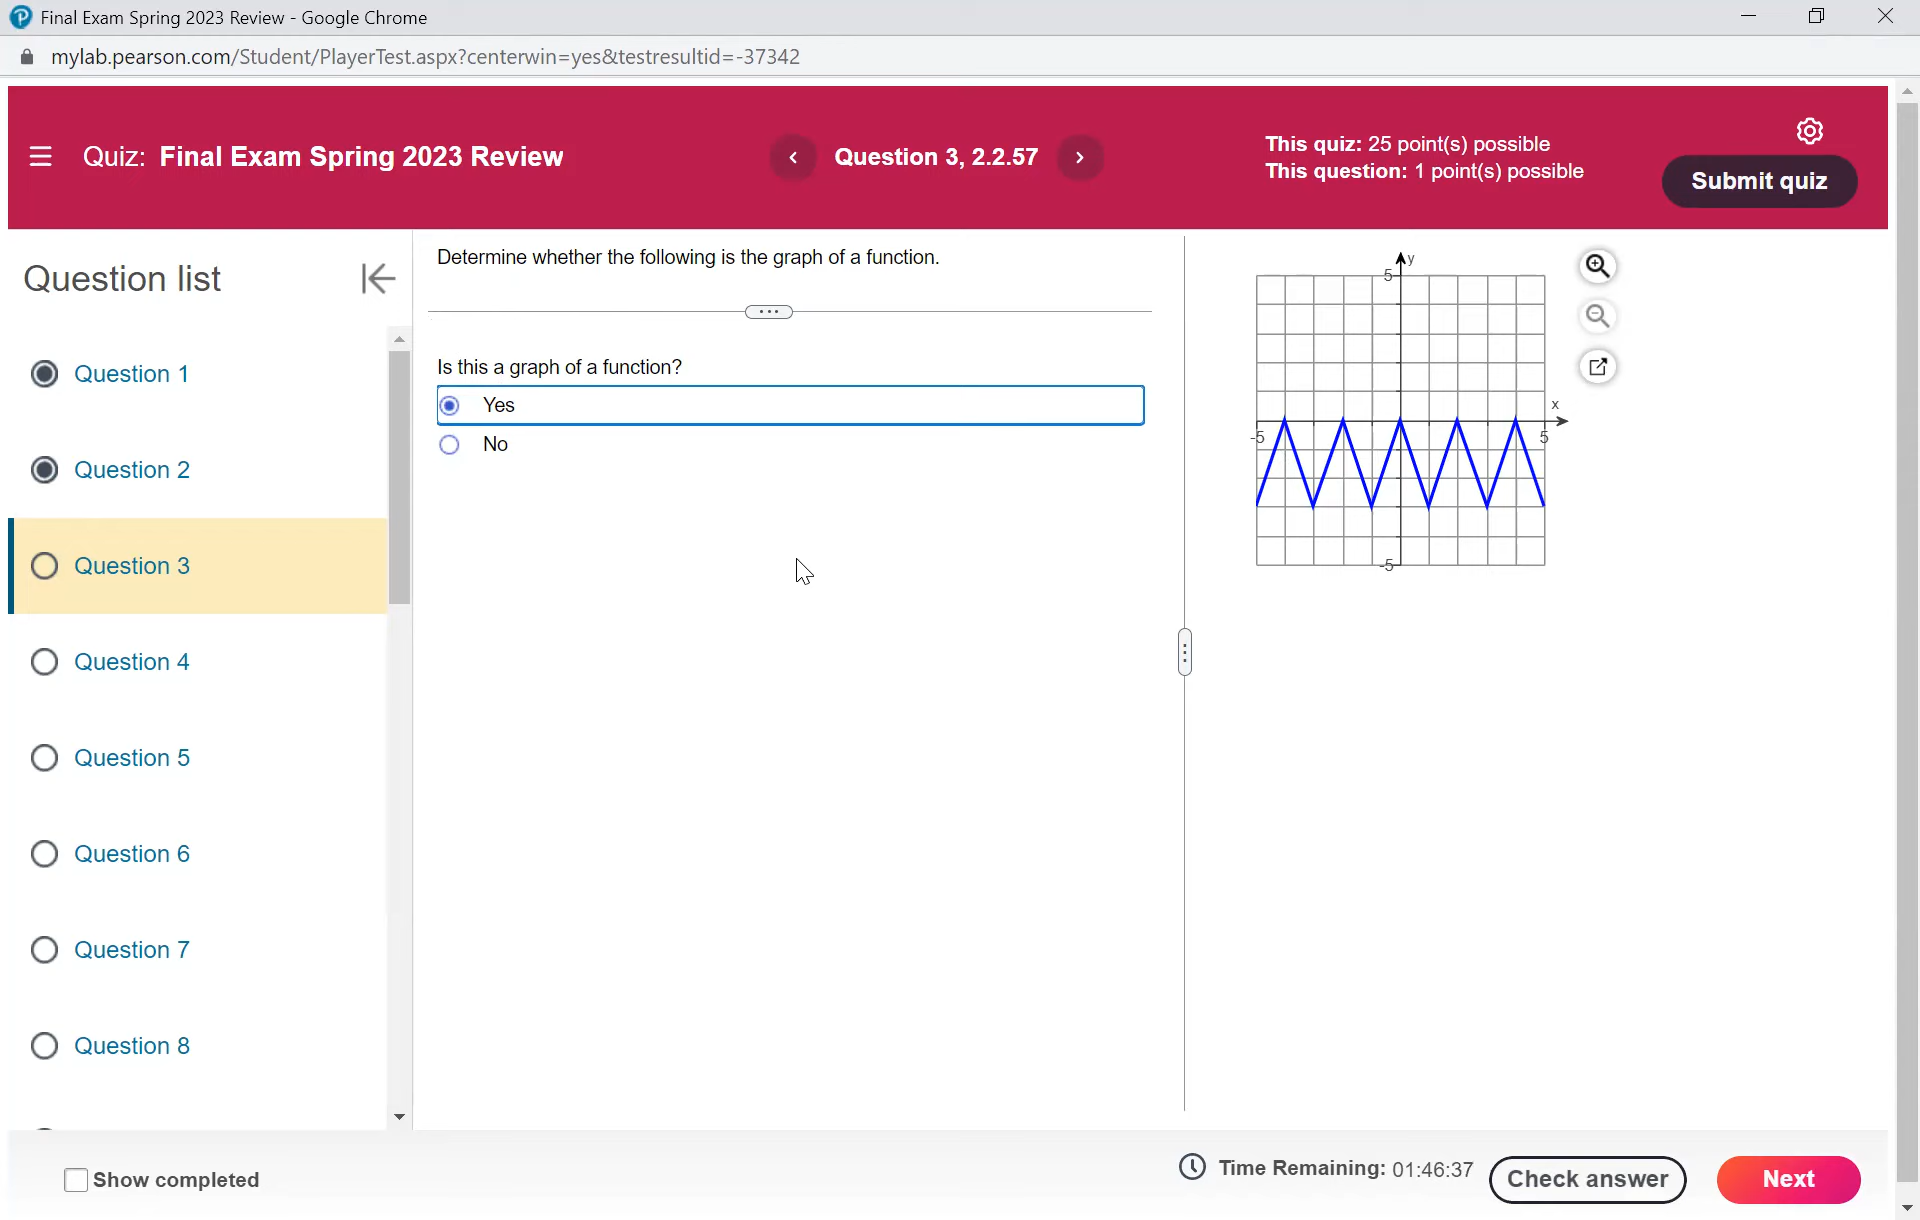 Final Exam Spring 2023 Review - Google Chrome
mylab.pearson.com/Student/PlayerTest.aspx?centerwin=yes&testresultid=-37342
Quiz: Final Exam Spring 2023 Review
Question 3, 2.2.57
This quiz: 25 point(s) possible
This question: 1 point(s) possible
Submit quiz
Question list
Question 1
Question 2
Question 3
Question 4
Question 5
Question 6
Question 7
Question 8
Determine whether the following is the graph of a function.
Is this a graph of a function?
Yes
No
y
5
x
-5
5
-5
Show completed
Time Remaining: 01:46:37
Check answer
Next